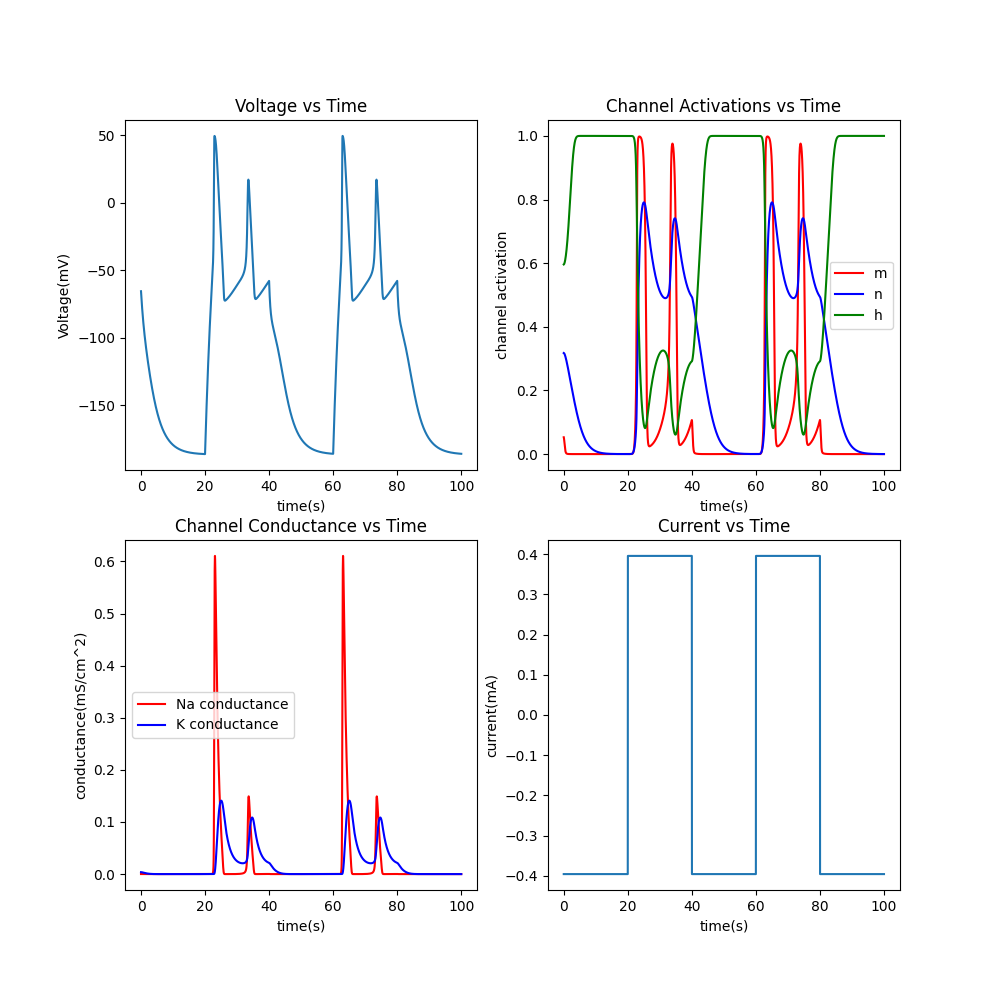 Voltage vs Time
50
0
−50
−100
−150
Voltage(mV)
0 20 40 60 80 100
time(s)
Channel Activations vs Time
1.0
0.8
0.6
0.4
0.2
0.0
channel activation
m
n
h
0 20 40 60 80 100
time(s)
Channel Conductance vs Time
0.6
0.5
0.4
0.3
0.2
0.1
0.0
conductance(mS/cm^2)
Na conductance
K conductance
0 20 40 60 80 100
time(s)
Current vs Time
0.4
0.3
0.2
0.1
0.0
−0.1
−0.2
−0.3
−0.4
current(mA)
0 20 40 60 80 100
time(s)